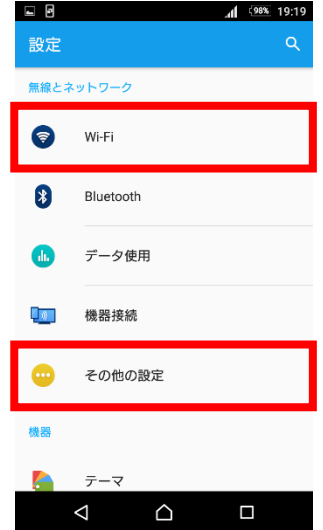 98% 19:19
設定
無線とネットワーク
Wi-Fi
Bluetooth
データ使用
機器接続
その他の設定
機器
テーマ